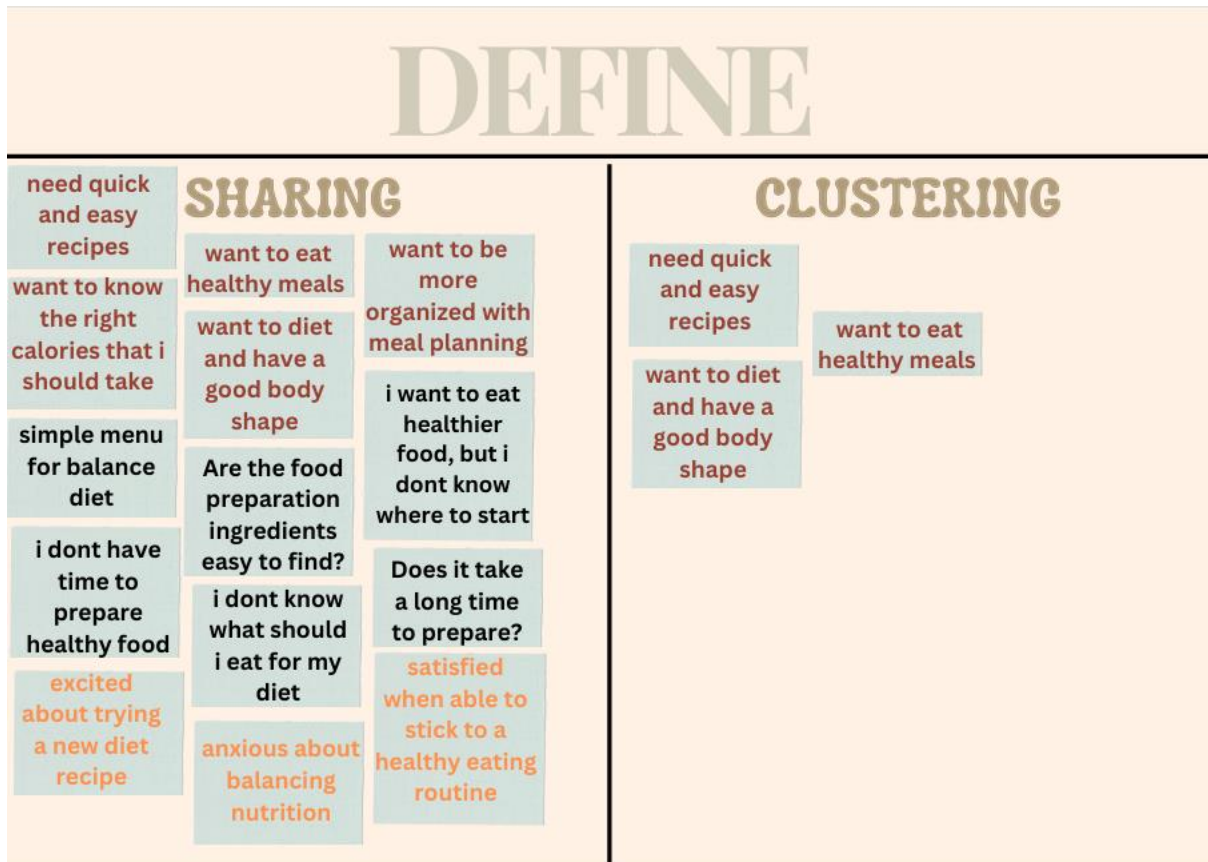 DEFINE
SHARING
need quick
and easy
recipes
want to know
the right
calories that i
should take
simple menu
for balance
diet
i dont have
time to
prepare
healthy food
excited
about trying
a new diet
recipe
want to eat
healthy meals
want to diet
and have a
good body
shape
Are the food
preparation
ingredients
easy to find?
i dont know
what should
i eat for my
diet
anxious about
balancing
nutrition
want to be
more
organized with
meal planning
i want to eat
healthier
food, but i
dont know
where to start
Does it take
a long time
to prepare?
satisfied
when able to
stick to a
healthy eating
routine
CLUSTERING
need quick
and easy
recipes
want to diet
and have a
good body
shape
want to eat
healthy meals